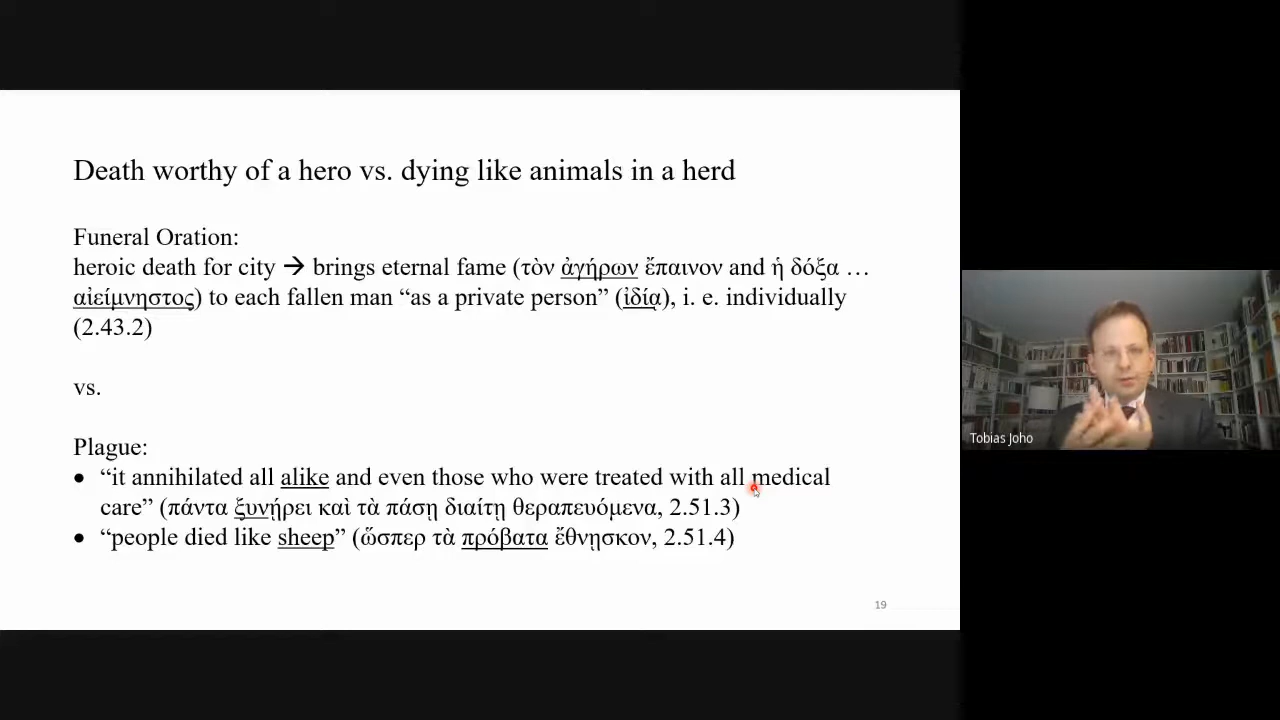 Death worthy of a hero vs. dying like animals in a herd
Funeral Oration:
heroic death for city → brings eternal fame (τὸν ἀγήρων ἔπαινον and ἡ δόξα …
αἰείμνηστος) to each fallen man “as a private person” (ἰδίᾳ), i. e. individually
(2.43.2)
vs.
Plague:
• “it annihilated all alike and even those who were treated with all medical
care” (πάντα ξυνῄρει καὶ τὰ πάσῃ διαίτῃ θεραπευόμενα, 2.51.3)
• “people died like sheep” (ὥσπερ τὰ πρόβατα ἔθνῃσκον, 2.51.4)
19
Tobias Joho